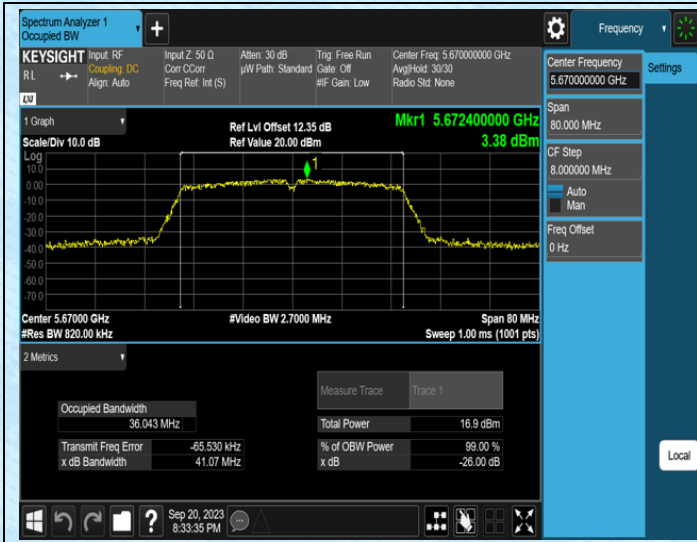 Spectrum Analyzer 1
Occupied BW
Frequency
KEYSIGHT
RL
LXI
Input: RF
Coupling: DC
Align: Auto
Input Z: 50 Ω
Corr CCorr
Freq Ref: Int (S)
Atten: 30 dB
µW Path: Standard
Trig: Free Run
Gate: Off
#IF Gain: Low
Center Freq: 5.670000000 GHz
Avg|Hold: 30/30
Radio Std: None
Center Frequency
5.670000000 GHz
Settings
Span
80.000 MHz
CF Step
8.000000 MHz
Auto
Man
Freq Offset
0 Hz
1 Graph
Scale/Div 10.0 dB
Ref Lvl Offset 12.35 dB
Ref Value 20.00 dBm
Mkr1 5.672400000 GHz
3.38 dBm
Log
1
10.0
0.00
-10.0
-20.0
-30.0
-40.0
-50.0
-60.0
-70.0
Center 5.67000 GHz
#Res BW 820.00 kHz
#Video BW 2.7000 MHz
Span 80 MHz
Sweep 1.00 ms (1001 pts)
2 Metrics
Measure Trace
Trace 1
Occupied Bandwidth
36.043 MHz
Total Power
16.9 dBm
Transmit Freq Error
-65.530 kHz
% of OBW Power
99.00 %
x dB Bandwidth
41.07 MHz
x dB
-26.00 dB
Local
?
Sep 20, 2023
8:33:35 PM